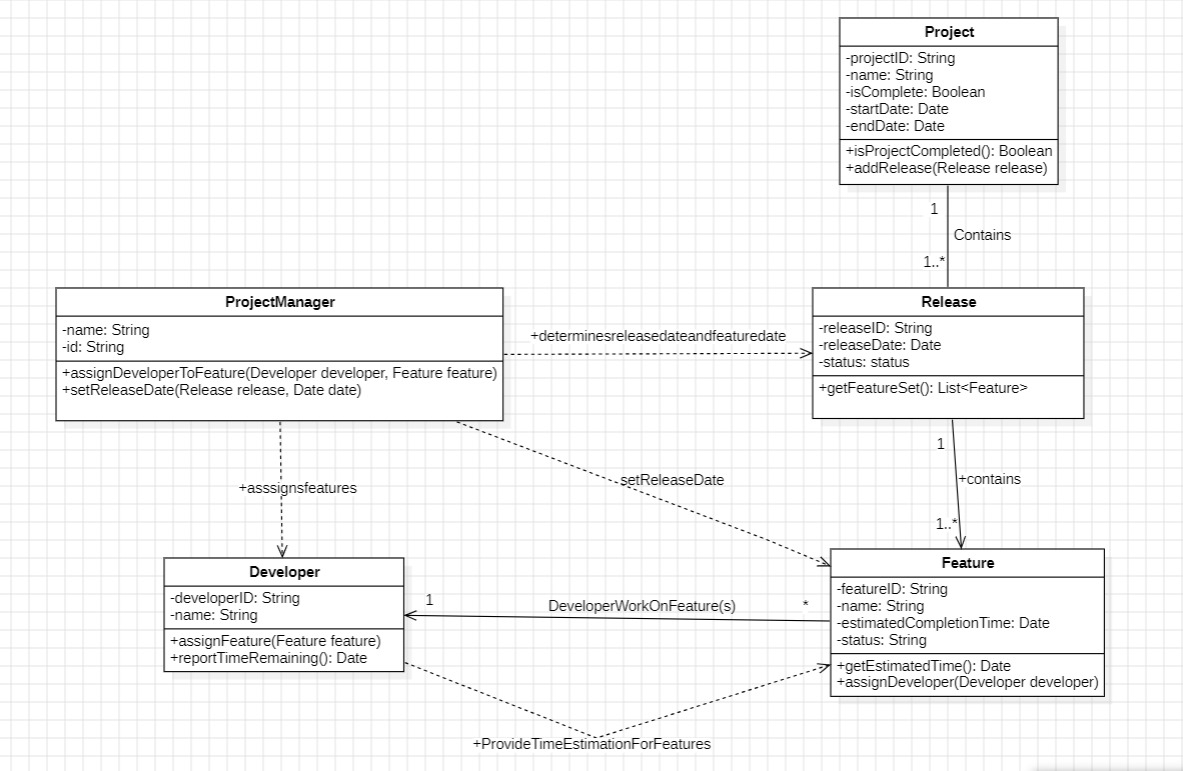 Project
-projectID: String
-name: String
-isComplete: Boolean
-startDate: Date
-endDate: Date
+isProjectCompleted(): Boolean
+addRelease(Release release)
1
Contains
1..*
ProjectManager
-name: String
-id: String
+assignDeveloperToFeature(Developer developer, Feature feature)
+setReleaseDate(Release release, Date date)
+determinesreleasedateandfeaturedate
Release
-releaseID: String
-releaseDate: Date
-status: status
+getFeatureSet(): List<Feature>
1
+contains
1..*
+asssignsfeatures
setReleaseDate
Developer
-developerID: String
-name: String
+assignFeature(Feature feature)
+reportTimeRemaining(): Date
1
DeveloperWorkOnFeature(s)
*
Feature
-featureID: String
-name: String
-estimatedCompletionTime: Date
-status: String
+getEstimatedTime(): Date
+assignDeveloper(Developer developer)
+ProvideTimeEstimationForFeatures